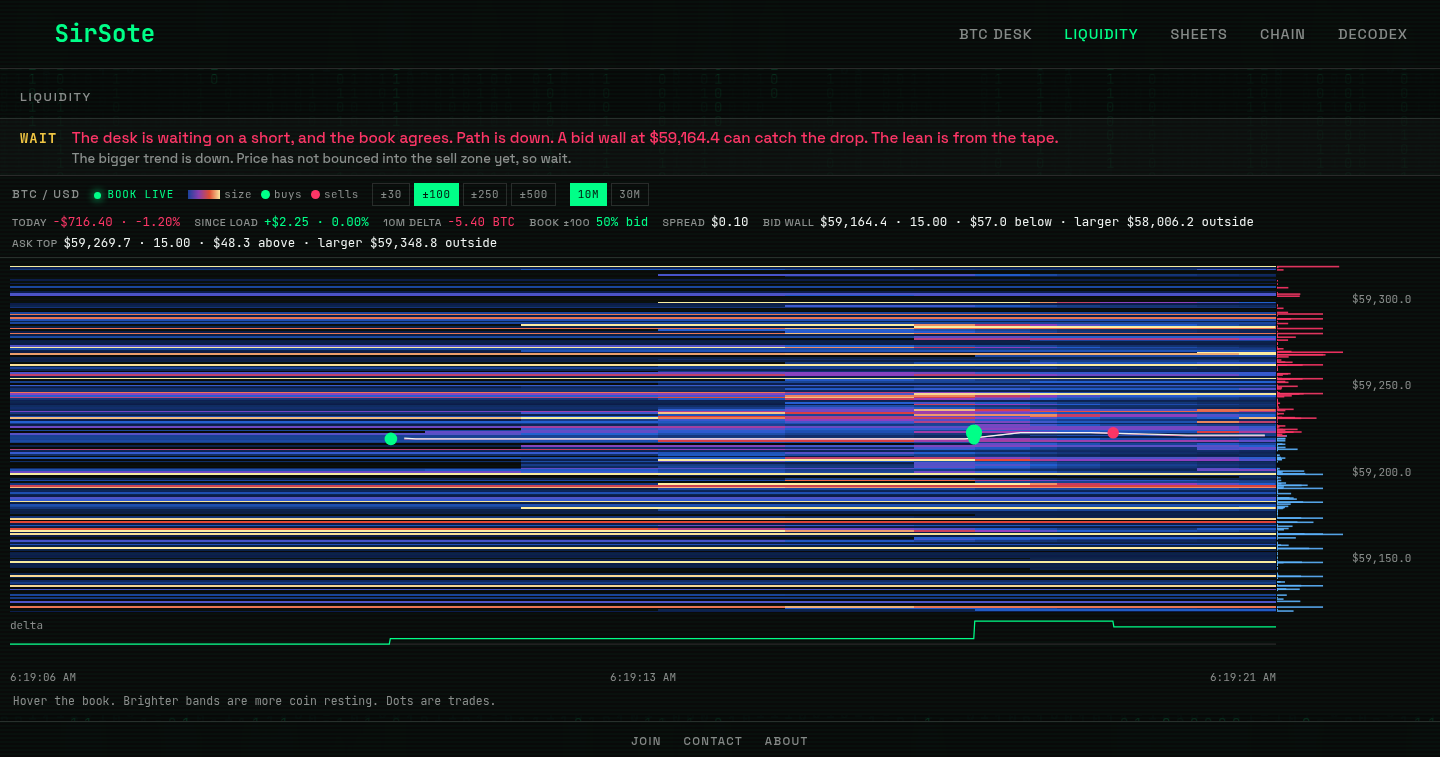 SirSote
BTC DESK LIQUIDITY SHEETS CHAIN DECODEX
LIQUIDITY
WAIT The desk is waiting on a short, and the book agrees. Path is down. A bid wall at $59,164.4 can catch the drop. The lean is from the tape.
The bigger trend is down. Price has not bounced into the sell zone yet, so wait.
BTC / USD BOOK LIVE size buys sells ±30 ±100 ±250 ±500 10M 30M
TODAY -$716.40 · -1.20% SINCE LOAD +$2.25 · 0.00% 10M DELTA -5.40 BTC BOOK ±100 50% bid SPREAD $0.10 BID WALL $59,164.4 · 15.00 · $57.0 below · larger $58,006.2 outside
ASK TOP $59,269.7 · 15.00 · $48.3 above · larger $59,348.8 outside
$59,300.0
$59,250.0
$59,200.0
$59,150.0
delta
6:19:06 AM 6:19:13 AM 6:19:21 AM
Hover the book. Brighter bands are more coin resting. Dots are trades.
JOIN CONTACT ABOUT